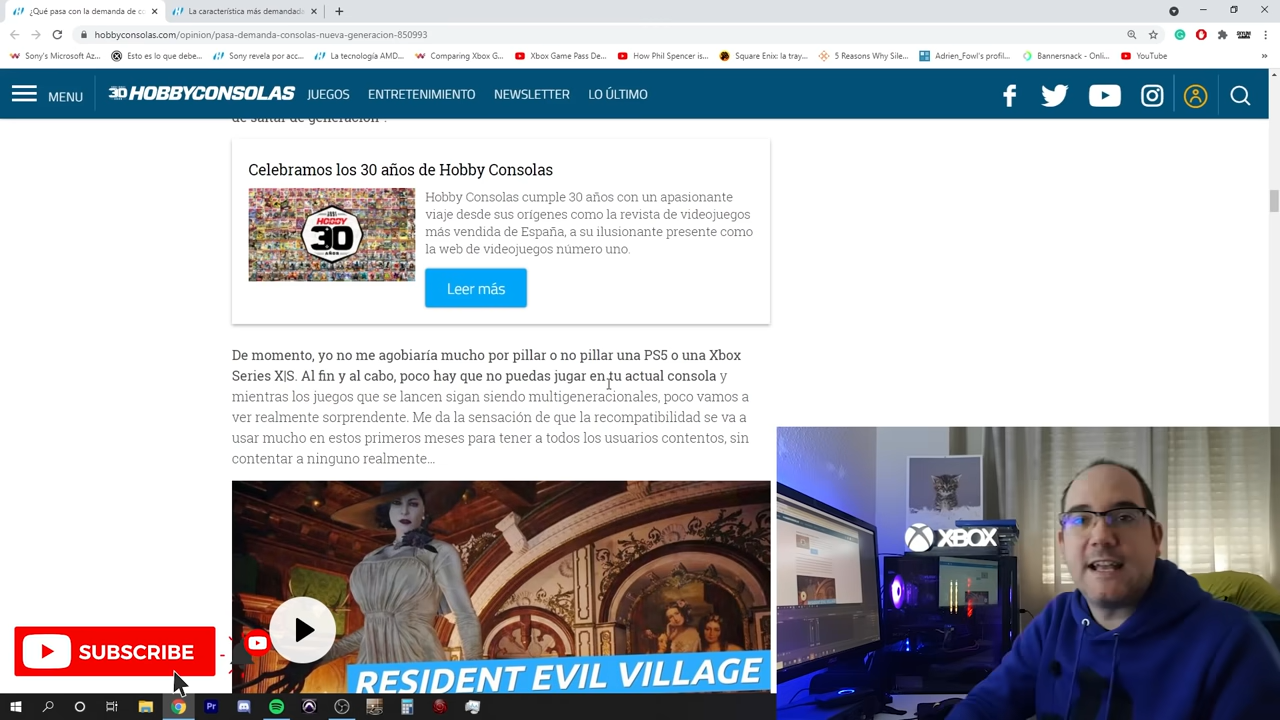 ¿Qué pasa con la demanda de co
La característica más demandada
hobbyconsolas.com/opinion/pasa-demanda-consolas-nueva-generacion-850993
Sony's Microsoft Az...
Esto es lo que debe...
Sony revela por acc...
La tecnología AMD...
Comparing Xbox G...
Xbox Game Pass De...
How Phil Spencer is...
Square Enix: la tray...
5 Reasons Why Sile...
Adrien_Fowl's profil...
Bannersnack - Onli...
YouTube
MENU
30 HOBBYCONSOLAS
JUEGOS
ENTRETENIMIENTO
NEWSLETTER
LO ÚLTIMO
de saltar de generación".
Celebramos los 30 años de Hobby Consolas
HOBBY
30
AÑOS
Hobby Consolas cumple 30 años con un apasionante
viaje desde sus orígenes como la revista de videojuegos
más vendida de España, a su ilusionante presente como
la web de videojuegos número uno.
Leer más
De momento, yo no me agobiaría mucho por pillar o no pillar una PS5 o una Xbox
Series X|S. Al fin y al cabo, poco hay que no puedas jugar en tu actual consola y
mientras los juegos que se lancen sigan siendo multigeneracionales, poco vamos a
ver realmente sorprendente. Me da la sensación de que la recompatibilidad se va a
usar mucho en estos primeros meses para tener a todos los usuarios contentos, sin
contentar a ninguno realmente...
RESIDENT EVIL VILLAGE
SUBSCRIBE
XBOX